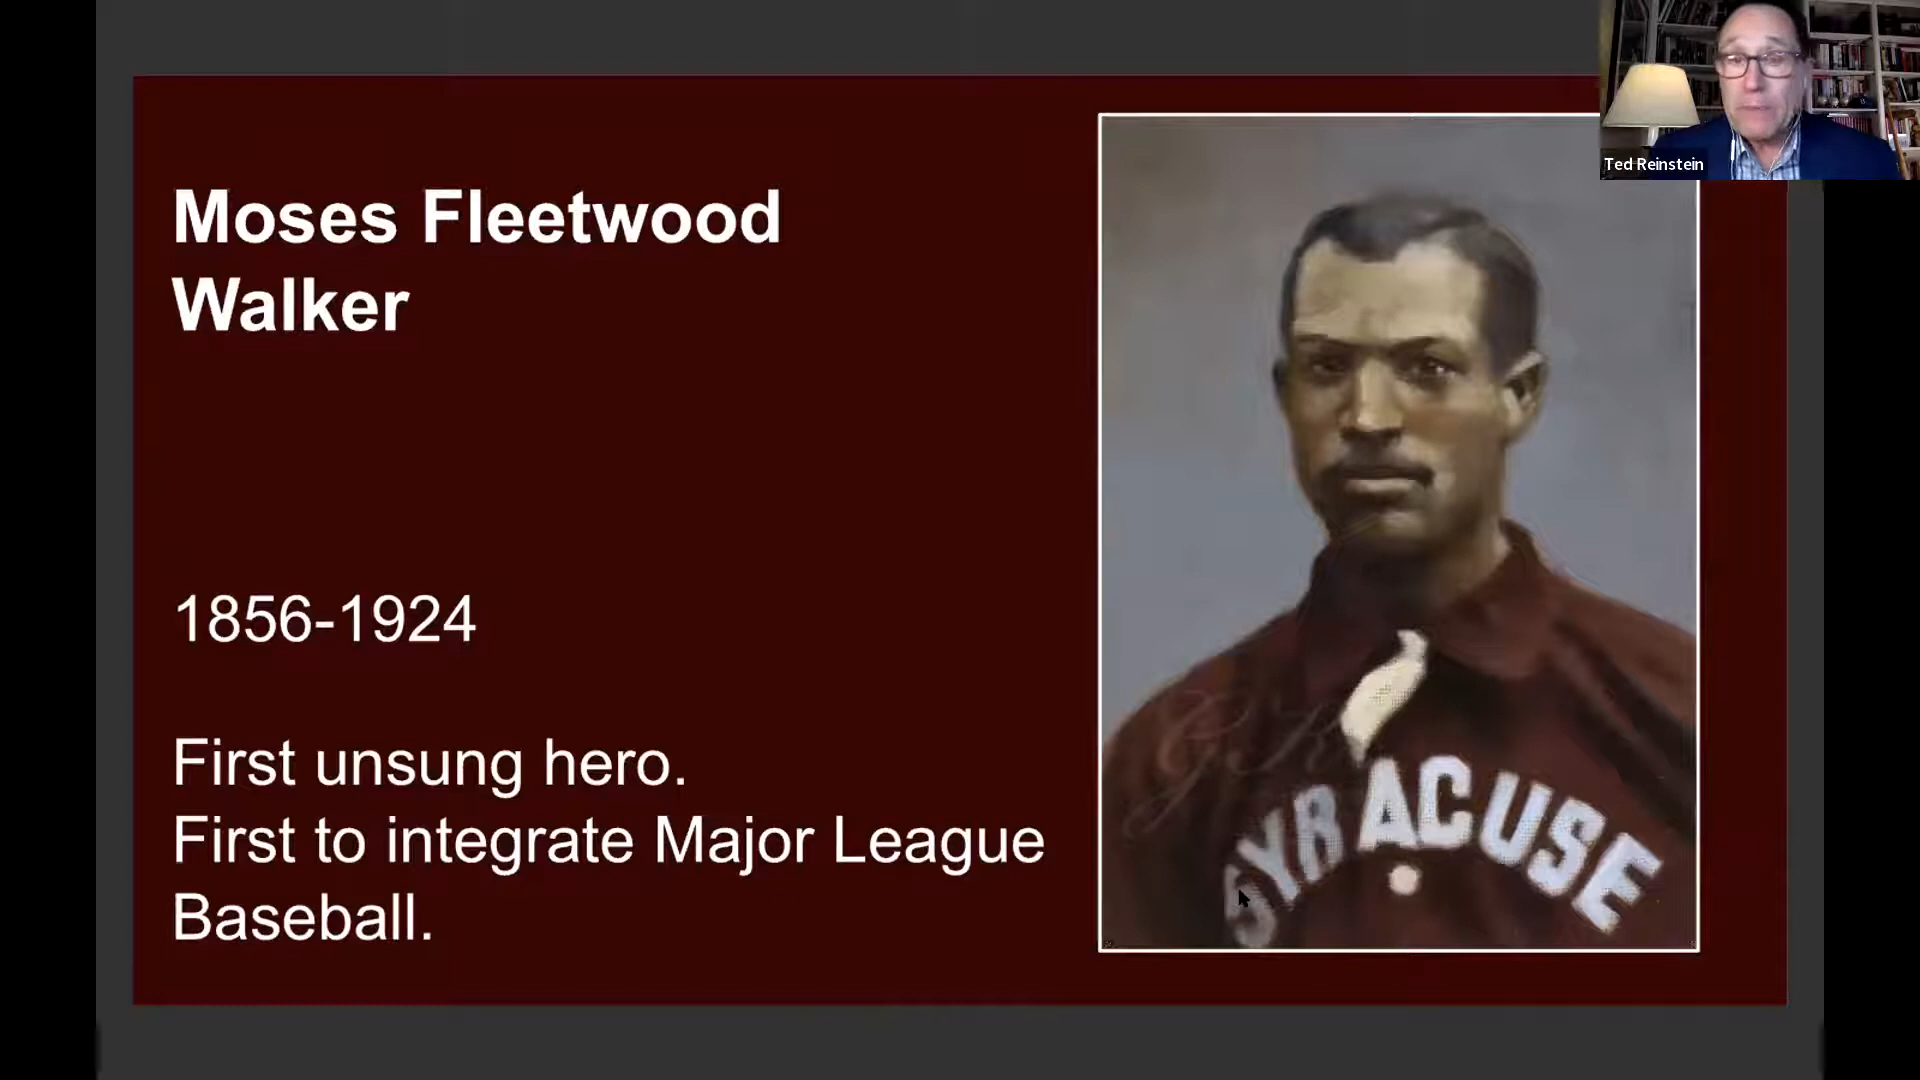 Moses Fleetwood
Walker
1856-1924
First unsung hero.
First to integrate Major League
Baseball.
SYRACUSE
Ted Reinstein